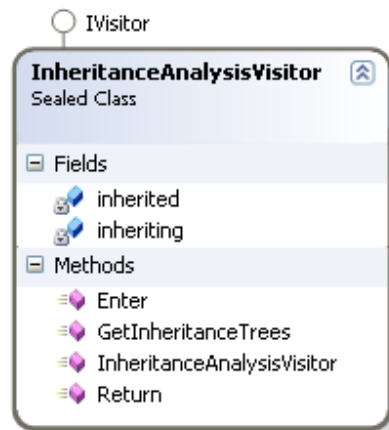 IVisitor
InheritanceAnalysisVisitor
Sealed Class
Fields
inherited
inheriting
Methods
Enter
GetInheritanceTrees
InheritanceAnalysisVisitor
Return